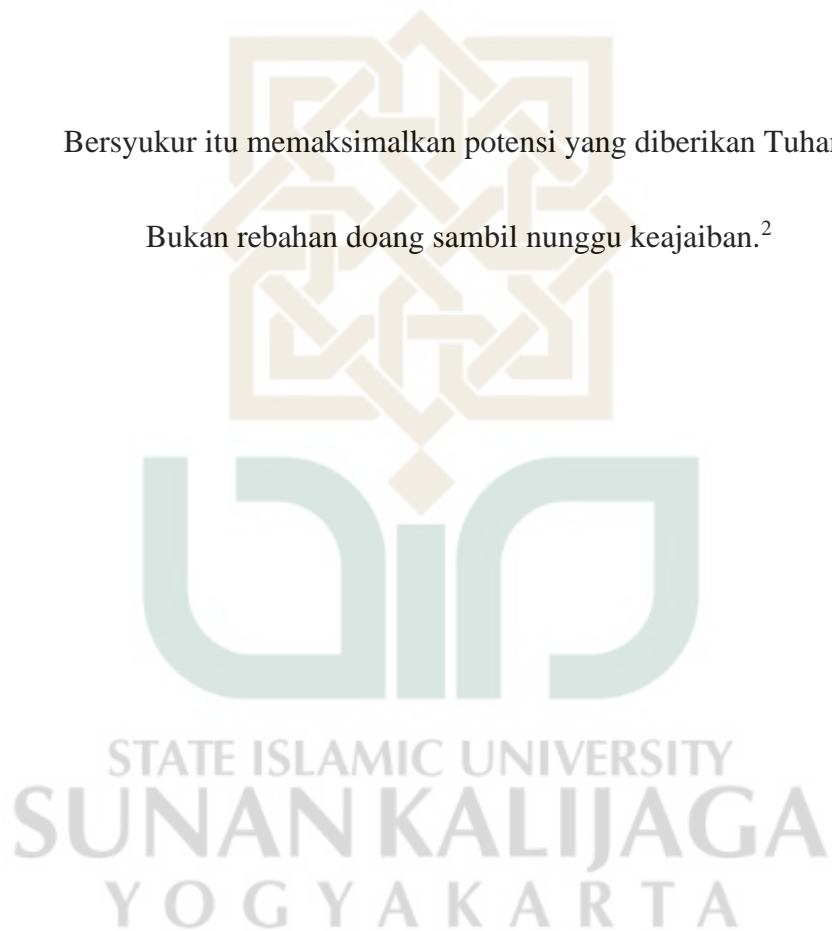 Bersyukur itu memaksimalkan potensi yang diberikan Tuhan
Bukan rebahan doang sambil nunggu keajaiban.²
STATE ISLAMIC UNIVERSITY
SUNAN KALIJAGA
YOGYAKARTA